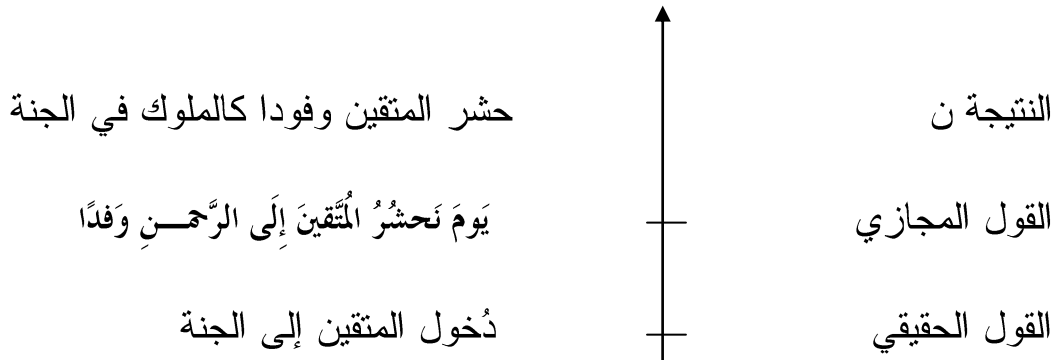 النتيجة ن حشر المتقين وفودا كالملوك في الجنة
القول المجازي يَومَ نَحشُرُ المُتَّقينَ إِلَى الرَّحمـــنِ وَفدًا
القول الحقيقي دُخول المتقين إلى الجنة